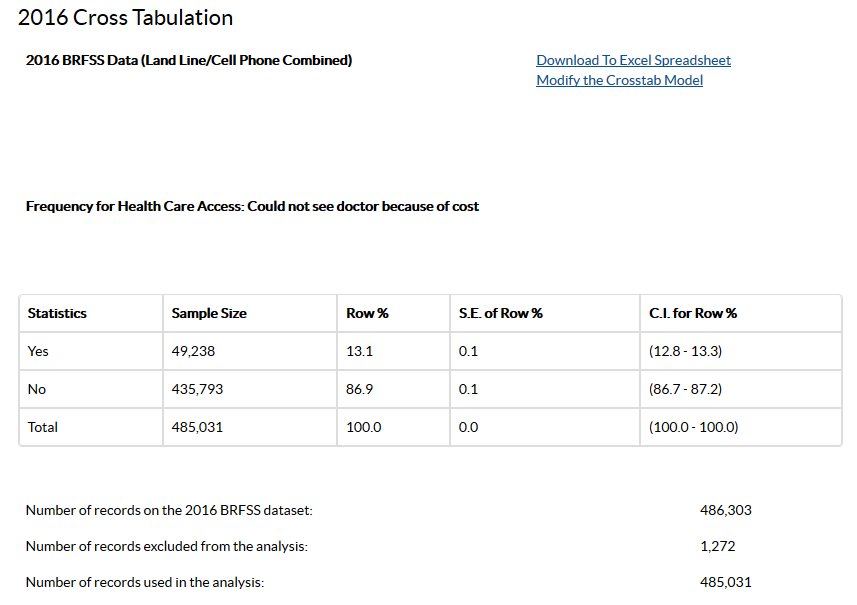 2016 Cross Tabulation
2016 BRFSS Data (Land Line/Cell Phone Combined)
Download To Excel Spreadsheet
Modify the Crosstab Model
Frequency for Health Care Access: Could not see doctor because of cost
Statistics Sample Size Row % S.E. of Row % C.I. for Row %
Yes 49,238 13.1 0.1 (12.8 - 13.3)
No 435,793 86.9 0.1 (86.7 - 87.2)
Total 485,031 100.0 0.0 (100.0 - 100.0)
Number of records on the 2016 BRFSS dataset: 486,303
Number of records excluded from the analysis: 1,272
Number of records used in the analysis: 485,031